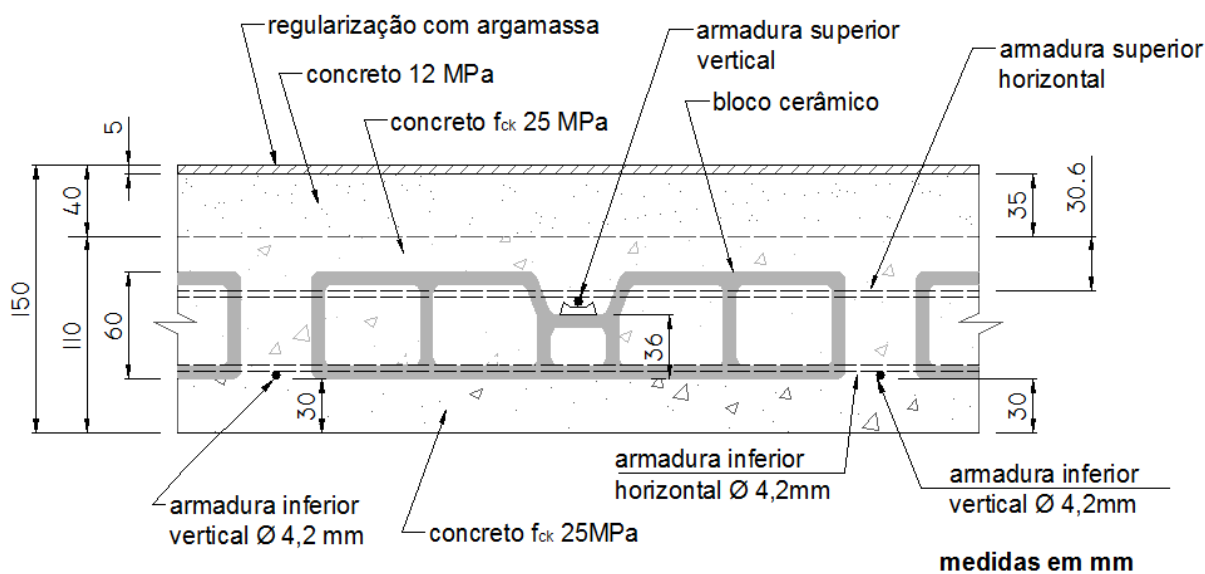 regularização com argamassa
concreto 12 MPa
concreto fck 25 MPa
armadura superior
vertical
armadura superior
horizontal
bloco cerâmico
5
40
150
110
60
30
36
35
30.6
30
armadura inferior
vertical Ø 4,2 mm
concreto fck 25MPa
armadura inferior
horizontal Ø 4,2mm
armadura inferior
vertical Ø 4,2mm
medidas em mm